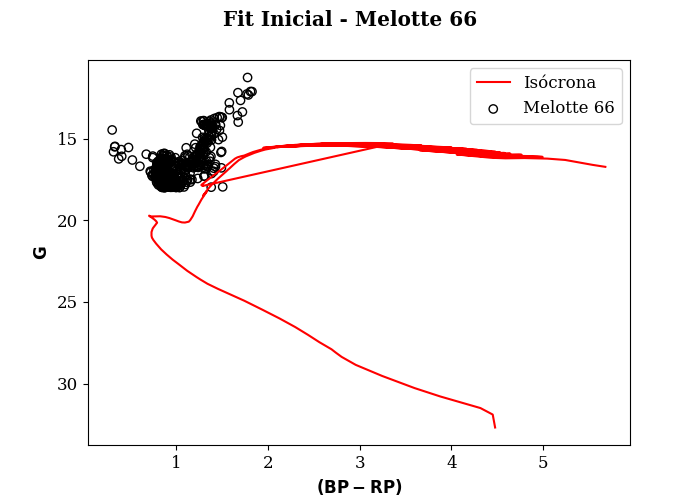 Fit Inicial - Melotte 66
Isócrona
Melotte 66
15
20
25
30
G
1 2 3 4 5
(BP − RP)